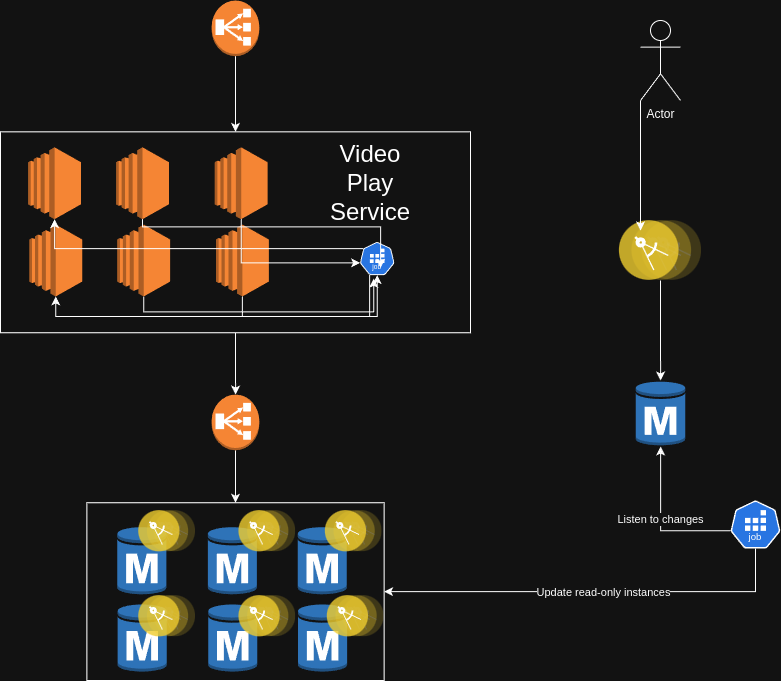 Actor
Video
Play
Service
job
M
Listen to changes
job
Update read-only instances
M
M
M
M
M
M